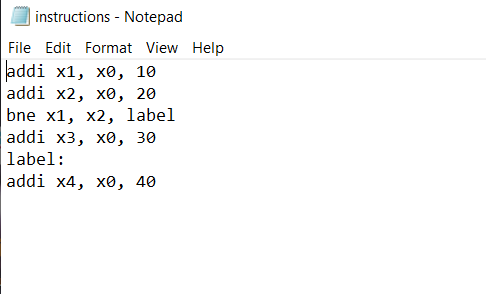 instructions - Notepad
File Edit Format View Help
addi x1, x0, 10
addi x2, x0, 20
bne x1, x2, label
addi x3, x0, 30
label:
addi x4, x0, 40